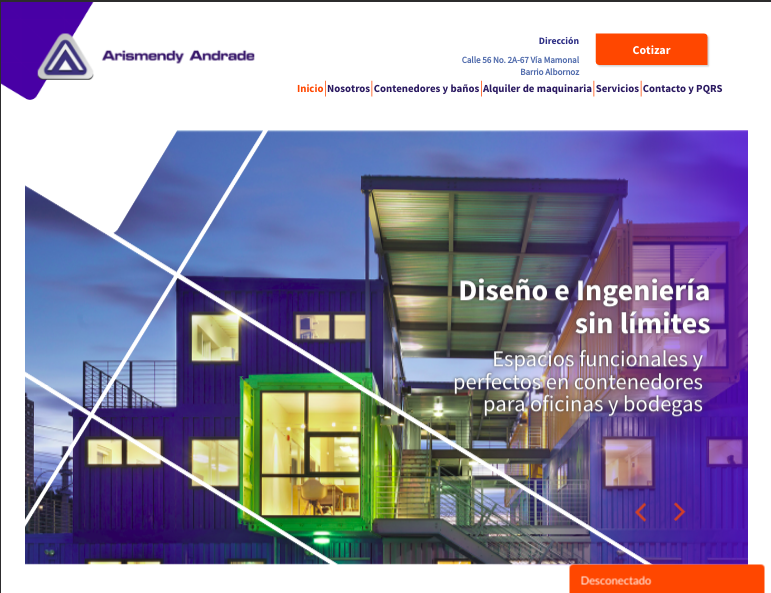 Arismendy Andrade
Dirección
Calle 56 No. 2A-67 Vía Mamonal
Barrio Albornoz
Cotizar
Inicio
Nosotros
Contenedores y baños
Alquiler de maquinaria
Servicios
Contacto y PQRS
Diseño e Ingeniería
sin límites
Espacios funcionales y
perfectos en contenedores
para oficinas y bodegas
Desconectado